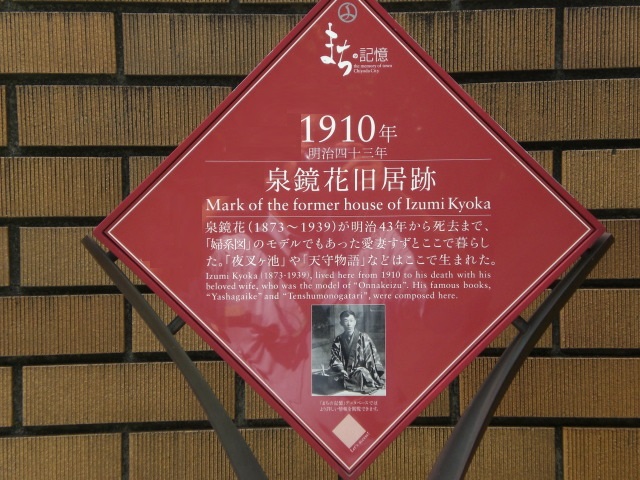 まちの記憶
the memory of town
Chiyoda City
1910年
明治四十三年
泉鏡花旧居跡
Mark of the former house of Izumi Kyoka
泉鏡花(1873〜1939)が明治43年から死去まで、
「婦系図」のモデルでもあった愛妻すずとここで暮らし
た。「夜叉ヶ池」や「天守物語」などはここで生まれた。
Izumi Kyoka (1873-1939), lived here from 1910 to his death with his
beloved wife, who was the model of “Onnakeizu”. His famous books,
“Yashagaike” and “Tenshumonogatari”, were composed here.